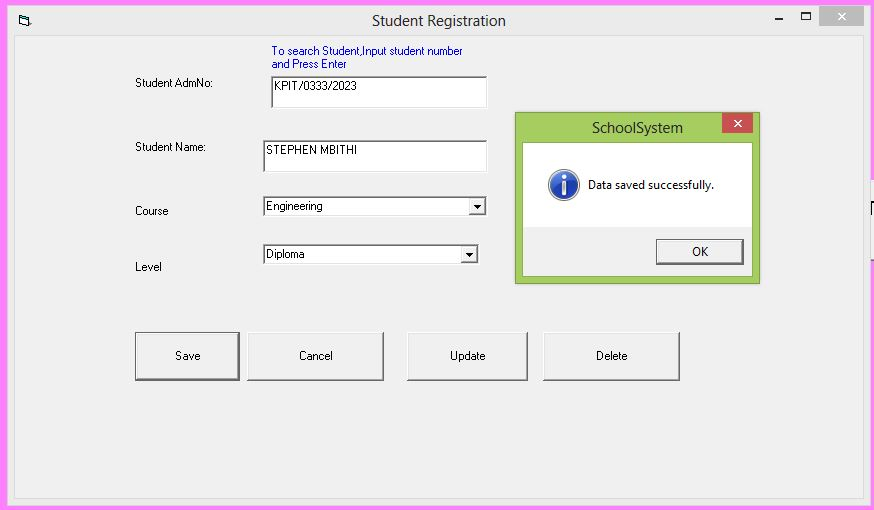 Student Registration
To search Student,Input student number
and Press Enter
Student AdmNo:
KPIT/0333/2023
Student Name:
STEPHEN MBITHI
Course
Engineering
Level
Diploma
SchoolSystem
Data saved successfully.
OK
Save
Cancel
Update
Delete